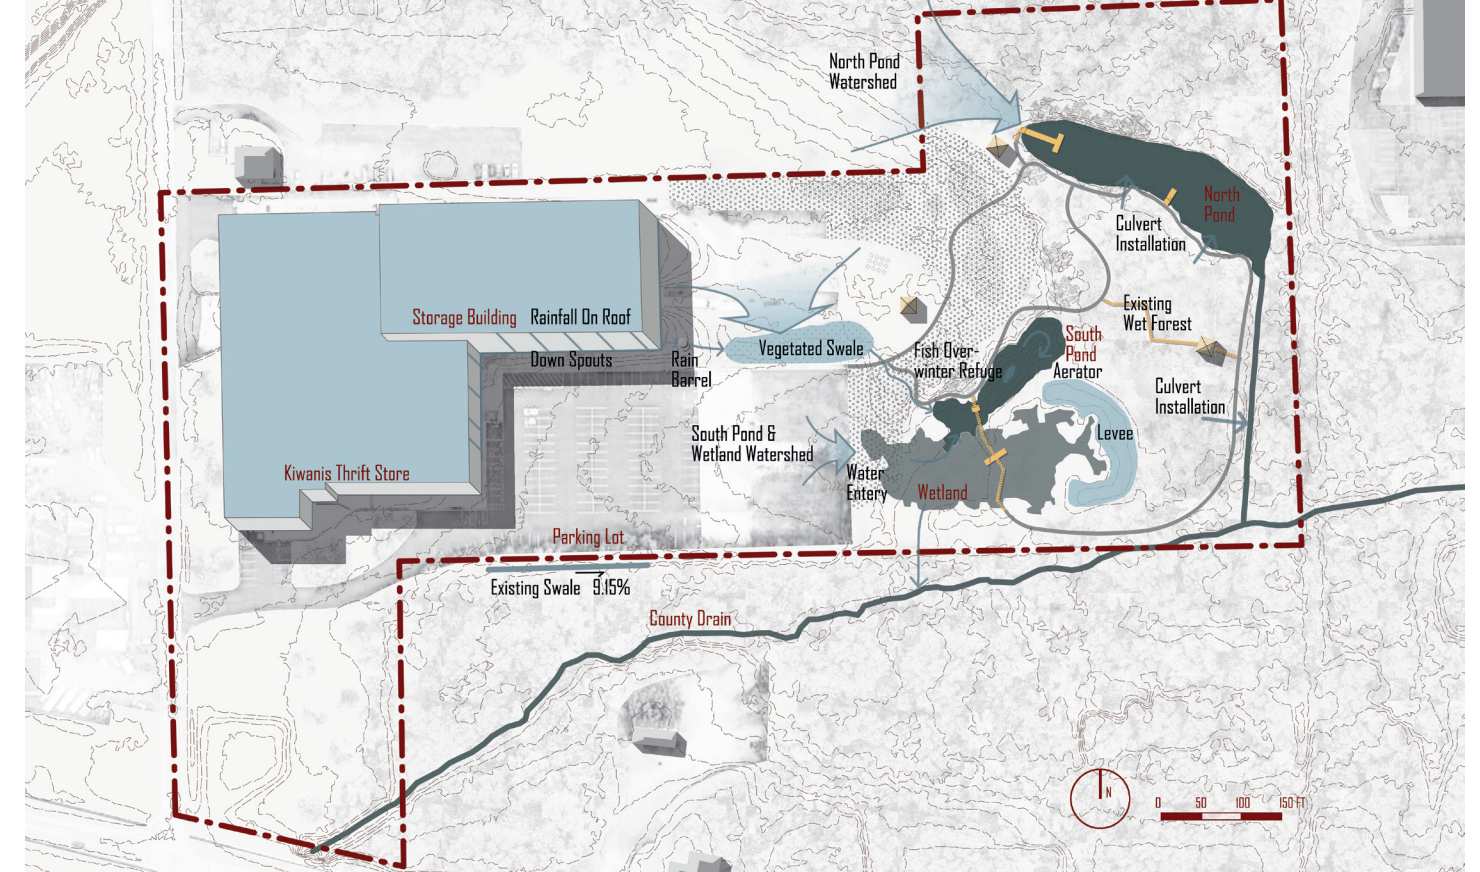 North Pond
Watershed
North
Pond
Culvert
Installation
Storage Building
Rainfall On Roof
Existing
Wet Forest
Down Spouts
Rain
Barrel
Vegetated Swale
Fish Over-
winter Refuge
South
Pond
Aerator
Culvert
Installation
South Pond &
Wetland Watershed
Levee
Kiwanis Thrift Store
Water
Entery
Wetland
Parking Lot
Existing Swale 9.15%
County Drain
N
0 50 100 150 FT